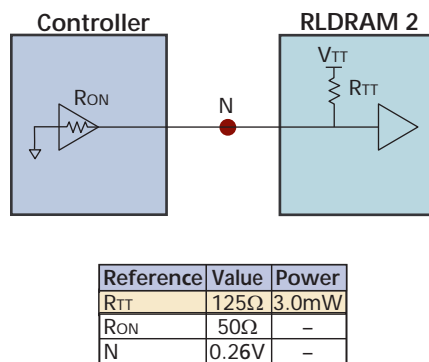 Controller
RLDRAM 2
VTT
RTT
RON
N
Reference Value Power
RTT 125Ω 3.0mW
RON 50Ω –
N 0.26V –